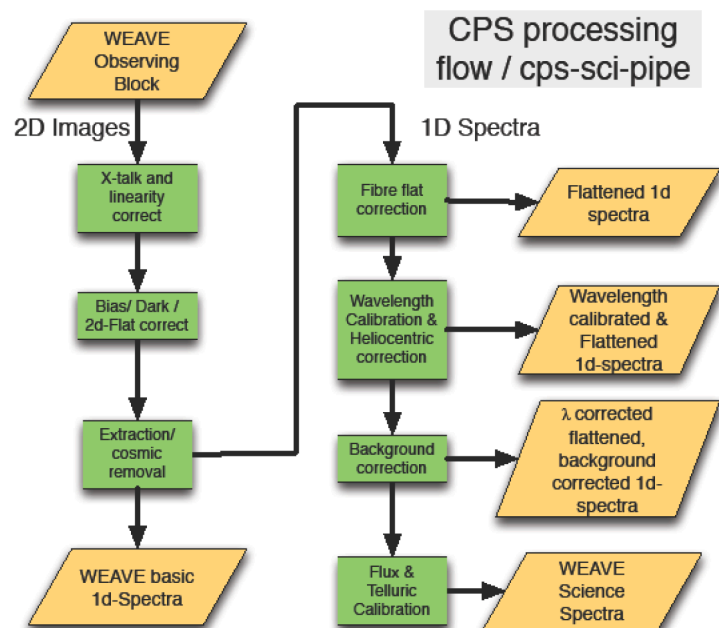 CPS processing
flow / cps-sci-pipe
WEAVE
Observing
Block
2D Images
X-talk and
linearity
correct
Bias/ Dark /
2d-Flat correct
Extraction/
cosmic
removal
WEAVE basic
1d-Spectra
1D Spectra
Fibre flat
correction
Flattened 1d
spectra
Wavelength
Calibration &
Heliocentric
correction
Wavelength
calibrated &
Flattened
1d-spectra
Background
correction
λ corrected
flattened,
background
corrected 1d-
spectra
Flux &
Telluric
Calibration
WEAVE
Science
Spectra